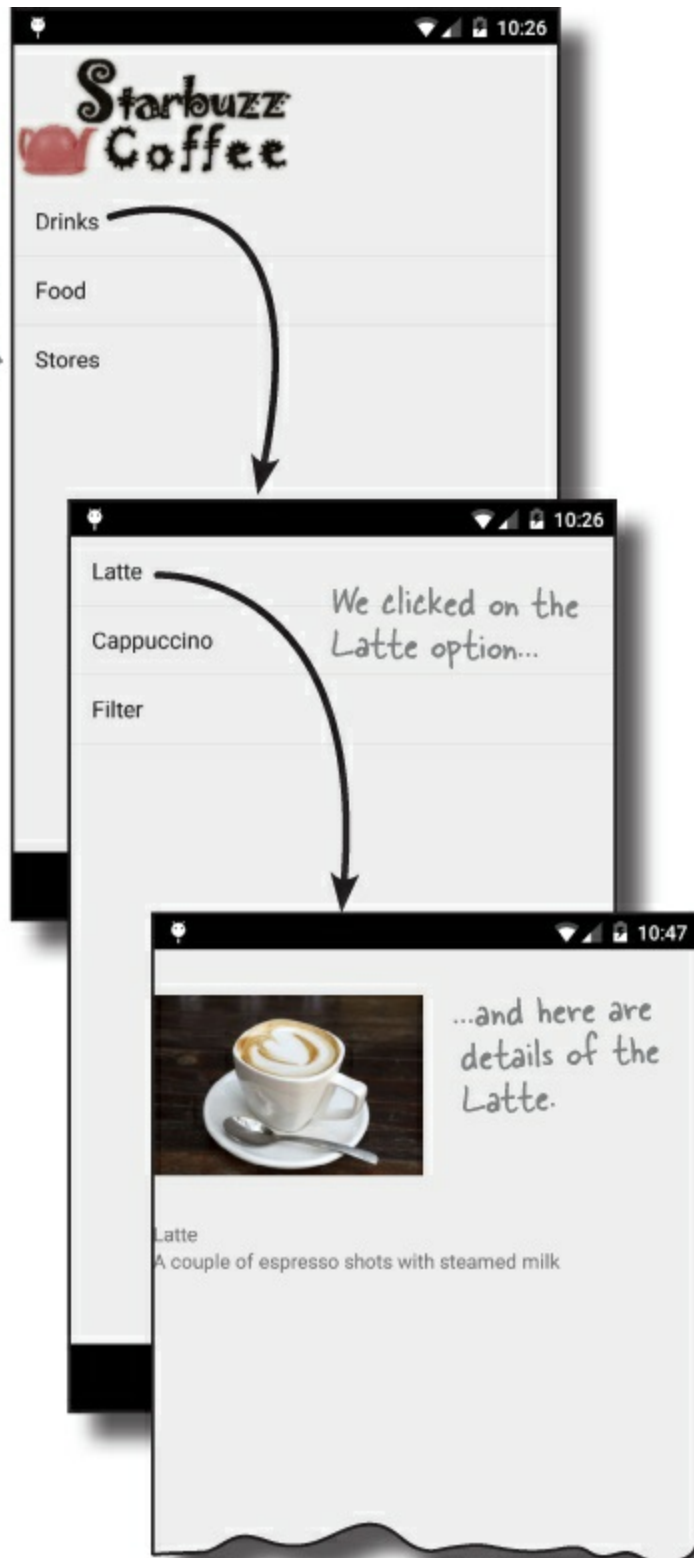 10:26
Starbuzz
Coffee
Drinks
Food
Stores
10:26
Latte
We clicked on the
Latte option...
Cappuccino
Filter
10:47
...and here are
details of the
Latte.
Latte
A couple of espresso shots with steamed milk